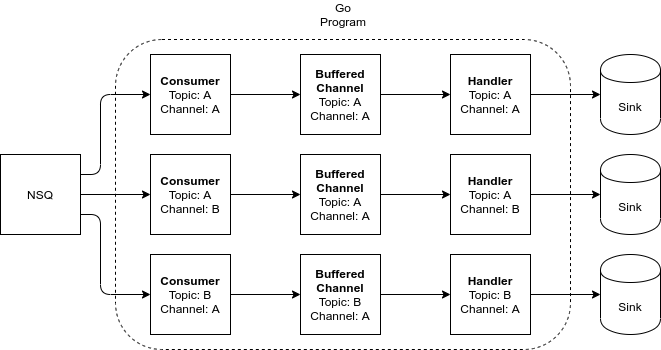 Go
Program
Consumer
Topic: A
Channel: A
Buffered
Channel
Topic: A
Channel: A
Handler
Topic: A
Channel: A
Sink
NSQ
Consumer
Topic: A
Channel: B
Buffered
Channel
Topic: A
Channel: A
Handler
Topic: A
Channel: B
Sink
Consumer
Topic: B
Channel: A
Buffered
Channel
Topic: B
Channel: A
Handler
Topic: B
Channel: A
Sink